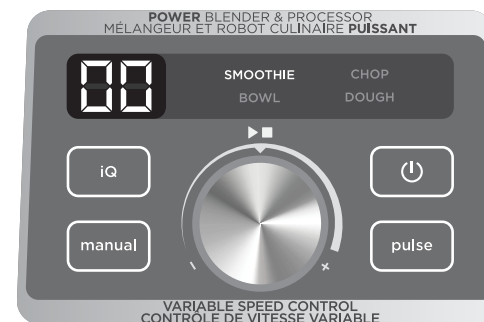 POWER BLENDER & PROCESSOR
MÉLANGEUR ET ROBOT CULINAIRE PUISSANT
00
SMOOTHIE
CHOP
BOWL
DOUGH
iQ
manual
pulse
–
+
VARIABLE SPEED CONTROL
CONTRÔLE DE VITESSE VARIABLE